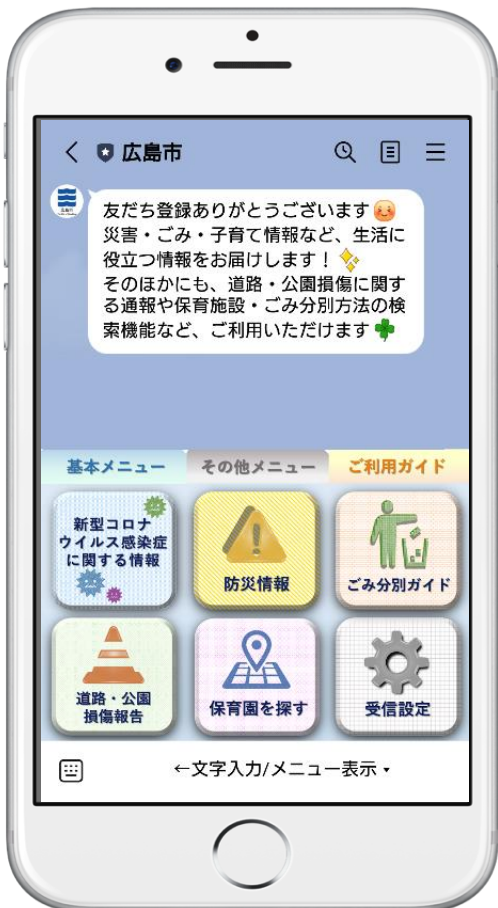 広島市
友だち登録ありがとうございます
災害・ごみ・子育て情報など、生活に
役立つ情報をお届けします！
そのほかにも、道路・公園損傷に関す
る通報や保育施設・ごみ分別方法の検
索機能など、ご利用いただけます
基本メニュー
その他メニュー
ご利用ガイド
新型コロナ
ウイルス感染症
に関する情報
防災情報
ごみ分別ガイド
道路・公園
損傷報告
保育園を探す
受信設定
←文字入力/メニュー表示▼